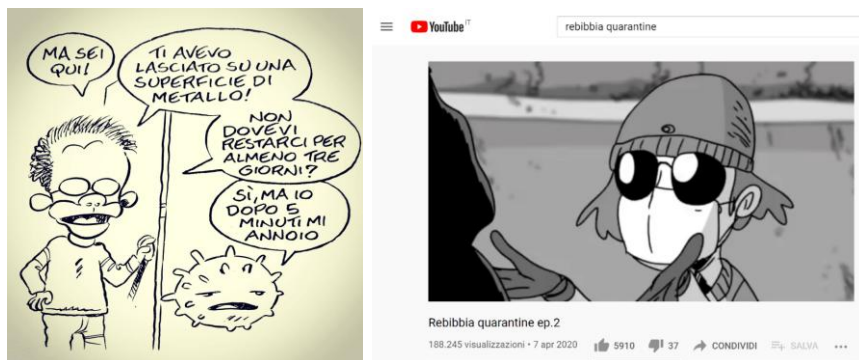 MA SEI
QUI!
TI AVEVO
LASCIATO SU UNA
SUPERFICIE DI
METALLO!
NON
DOVEVI
RESTARCI PER
ALMENO TRE
GIORNI?
SÌ, MA IO
DOPO 5
MINUTI MI
ANNOIO
YouTube IT
rebibbia quarantine
Rebibbia quarantine ep.2
188.245 visualizzazioni • 7 apr 2020 5910 37 CONDIVIDI SALVA